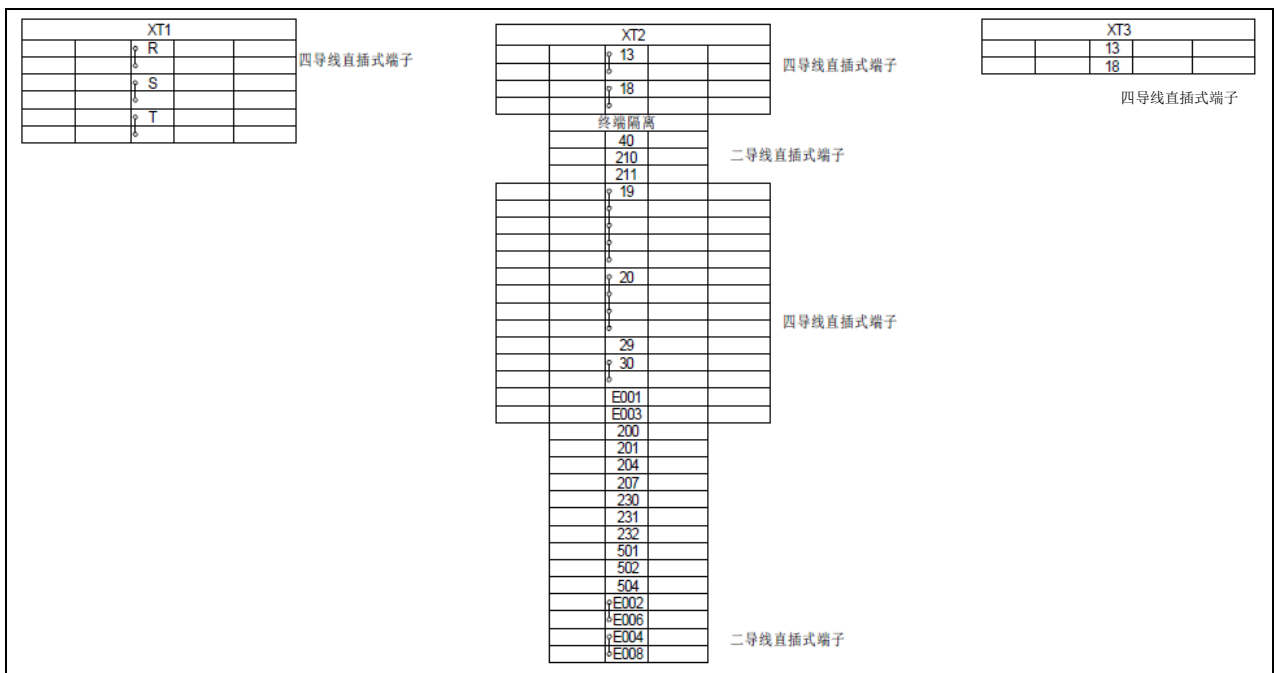 XT1
R
S
T
四导线直插式端子
XT2
13
18
四导线直插式端子
终端隔离
40
210
211
二导线直插式端子
19
20
29
30
E001
E003
四导线直插式端子
200
201
204
207
230
231
232
501
502
504
E002
E006
E004
E008
二导线直插式端子
XT3
13
18
四导线直插式端子